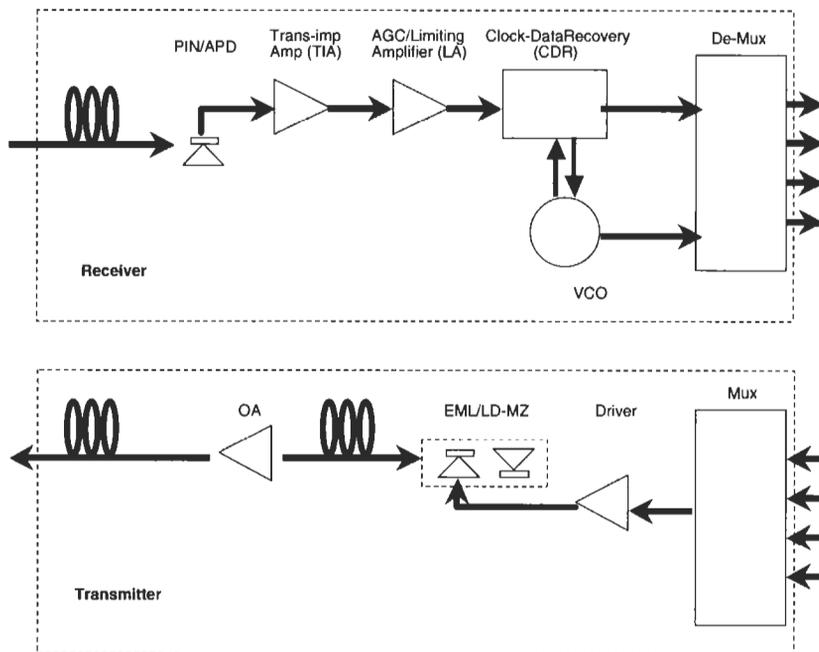 PIN/APD
Trans-imp
Amp (TIA)
AGC/Limiting
Amplifier (LA)
Clock-DataRecovery
(CDR)
De-Mux
Receiver
VCO
OA
EML/LD-MZ
Driver
Mux
Transmitter